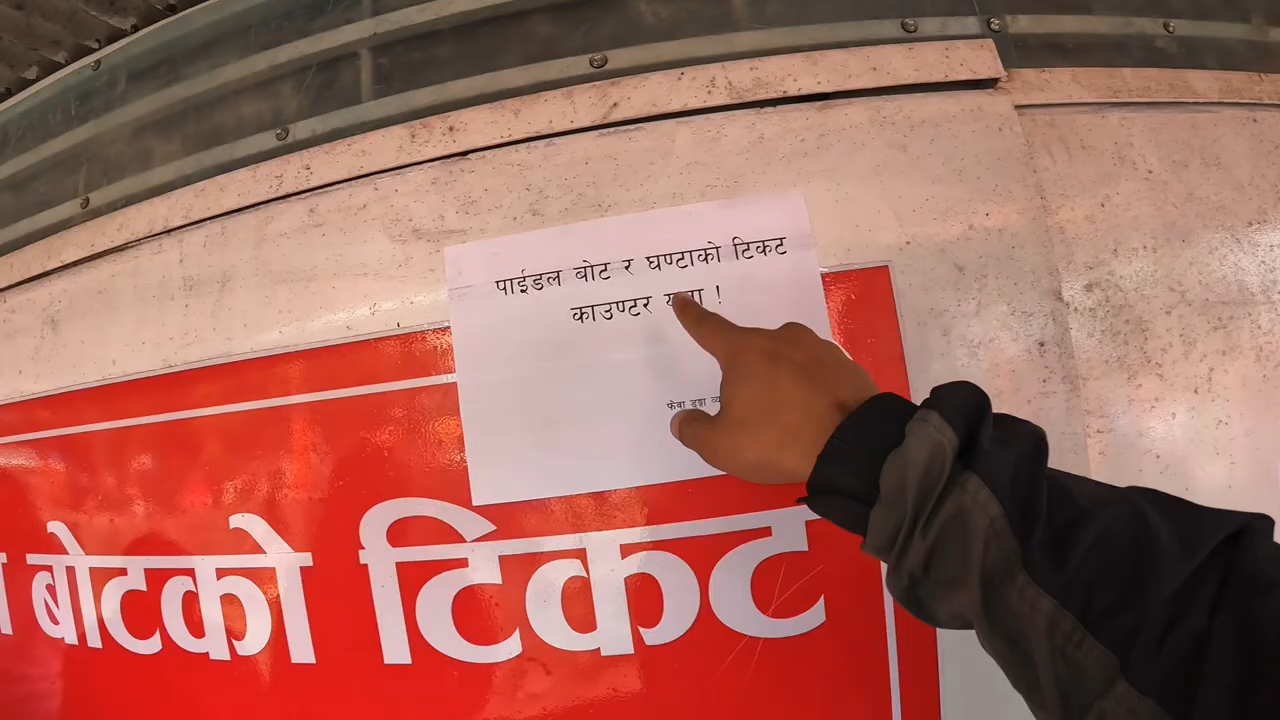 पाईडल बोट र घण्टाको टिकट
काउण्टर !
फेवा डुङ्गा
बोटको टिकट